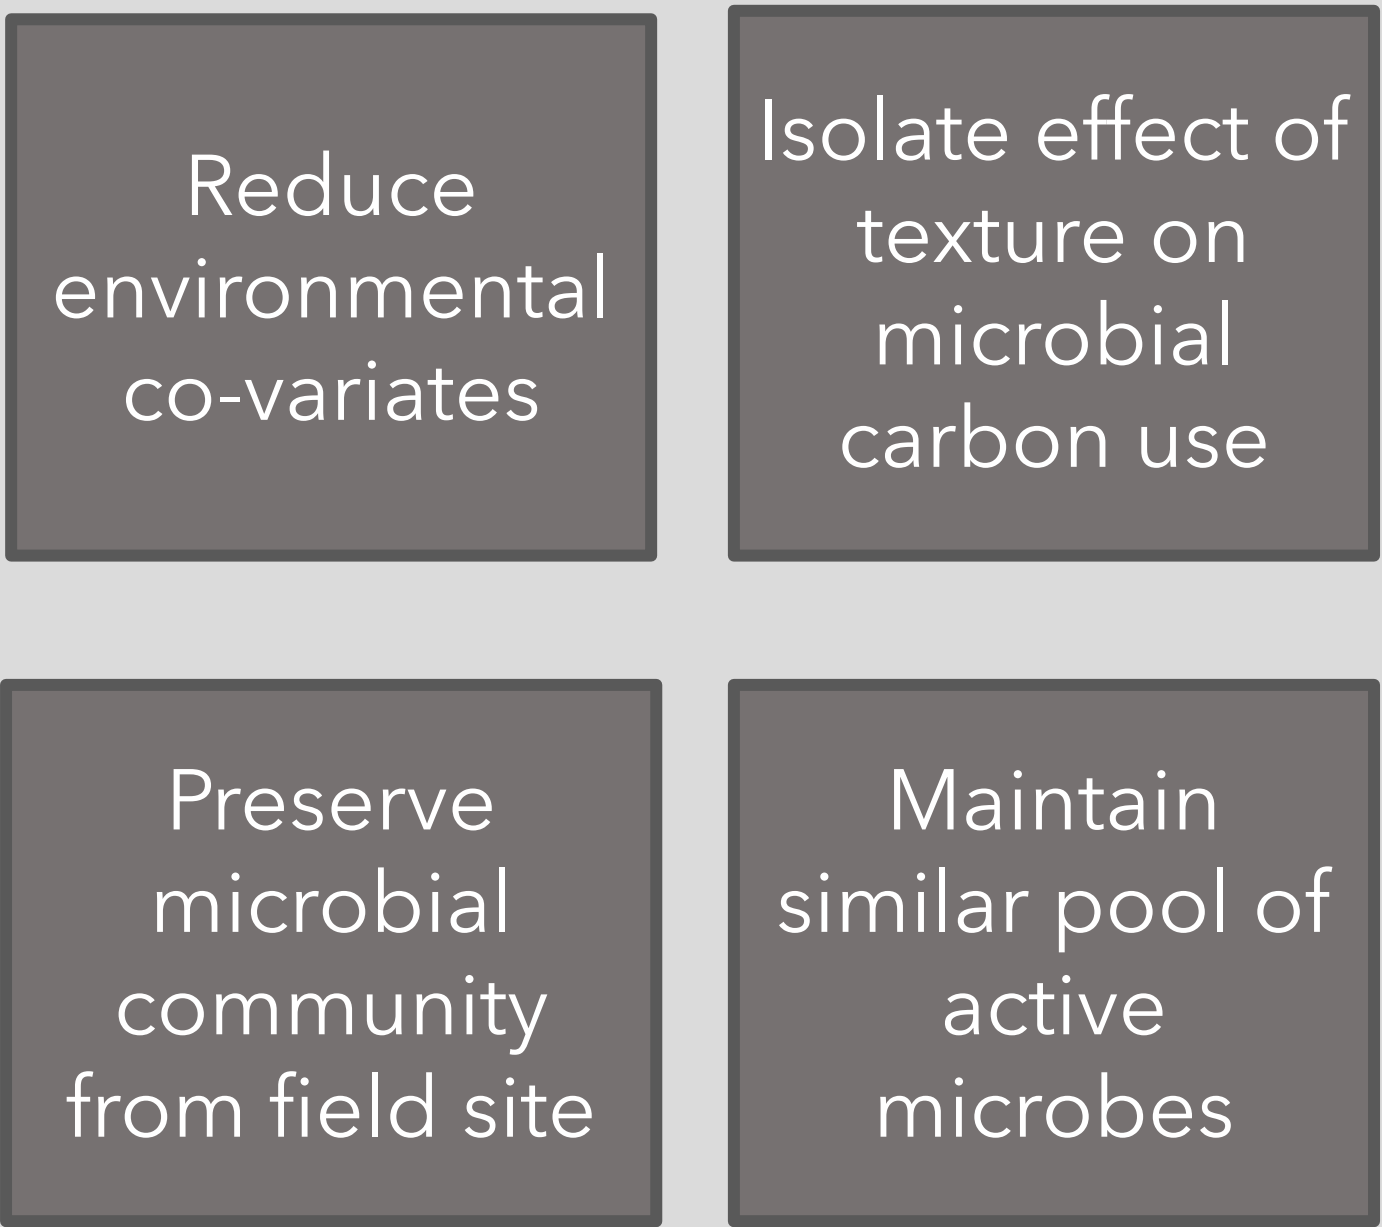 Reduce
environmental
co-variates
Isolate effect of
texture on
microbial
carbon use
Preserve
microbial
community
from field site
Maintain
similar pool of
active
microbes